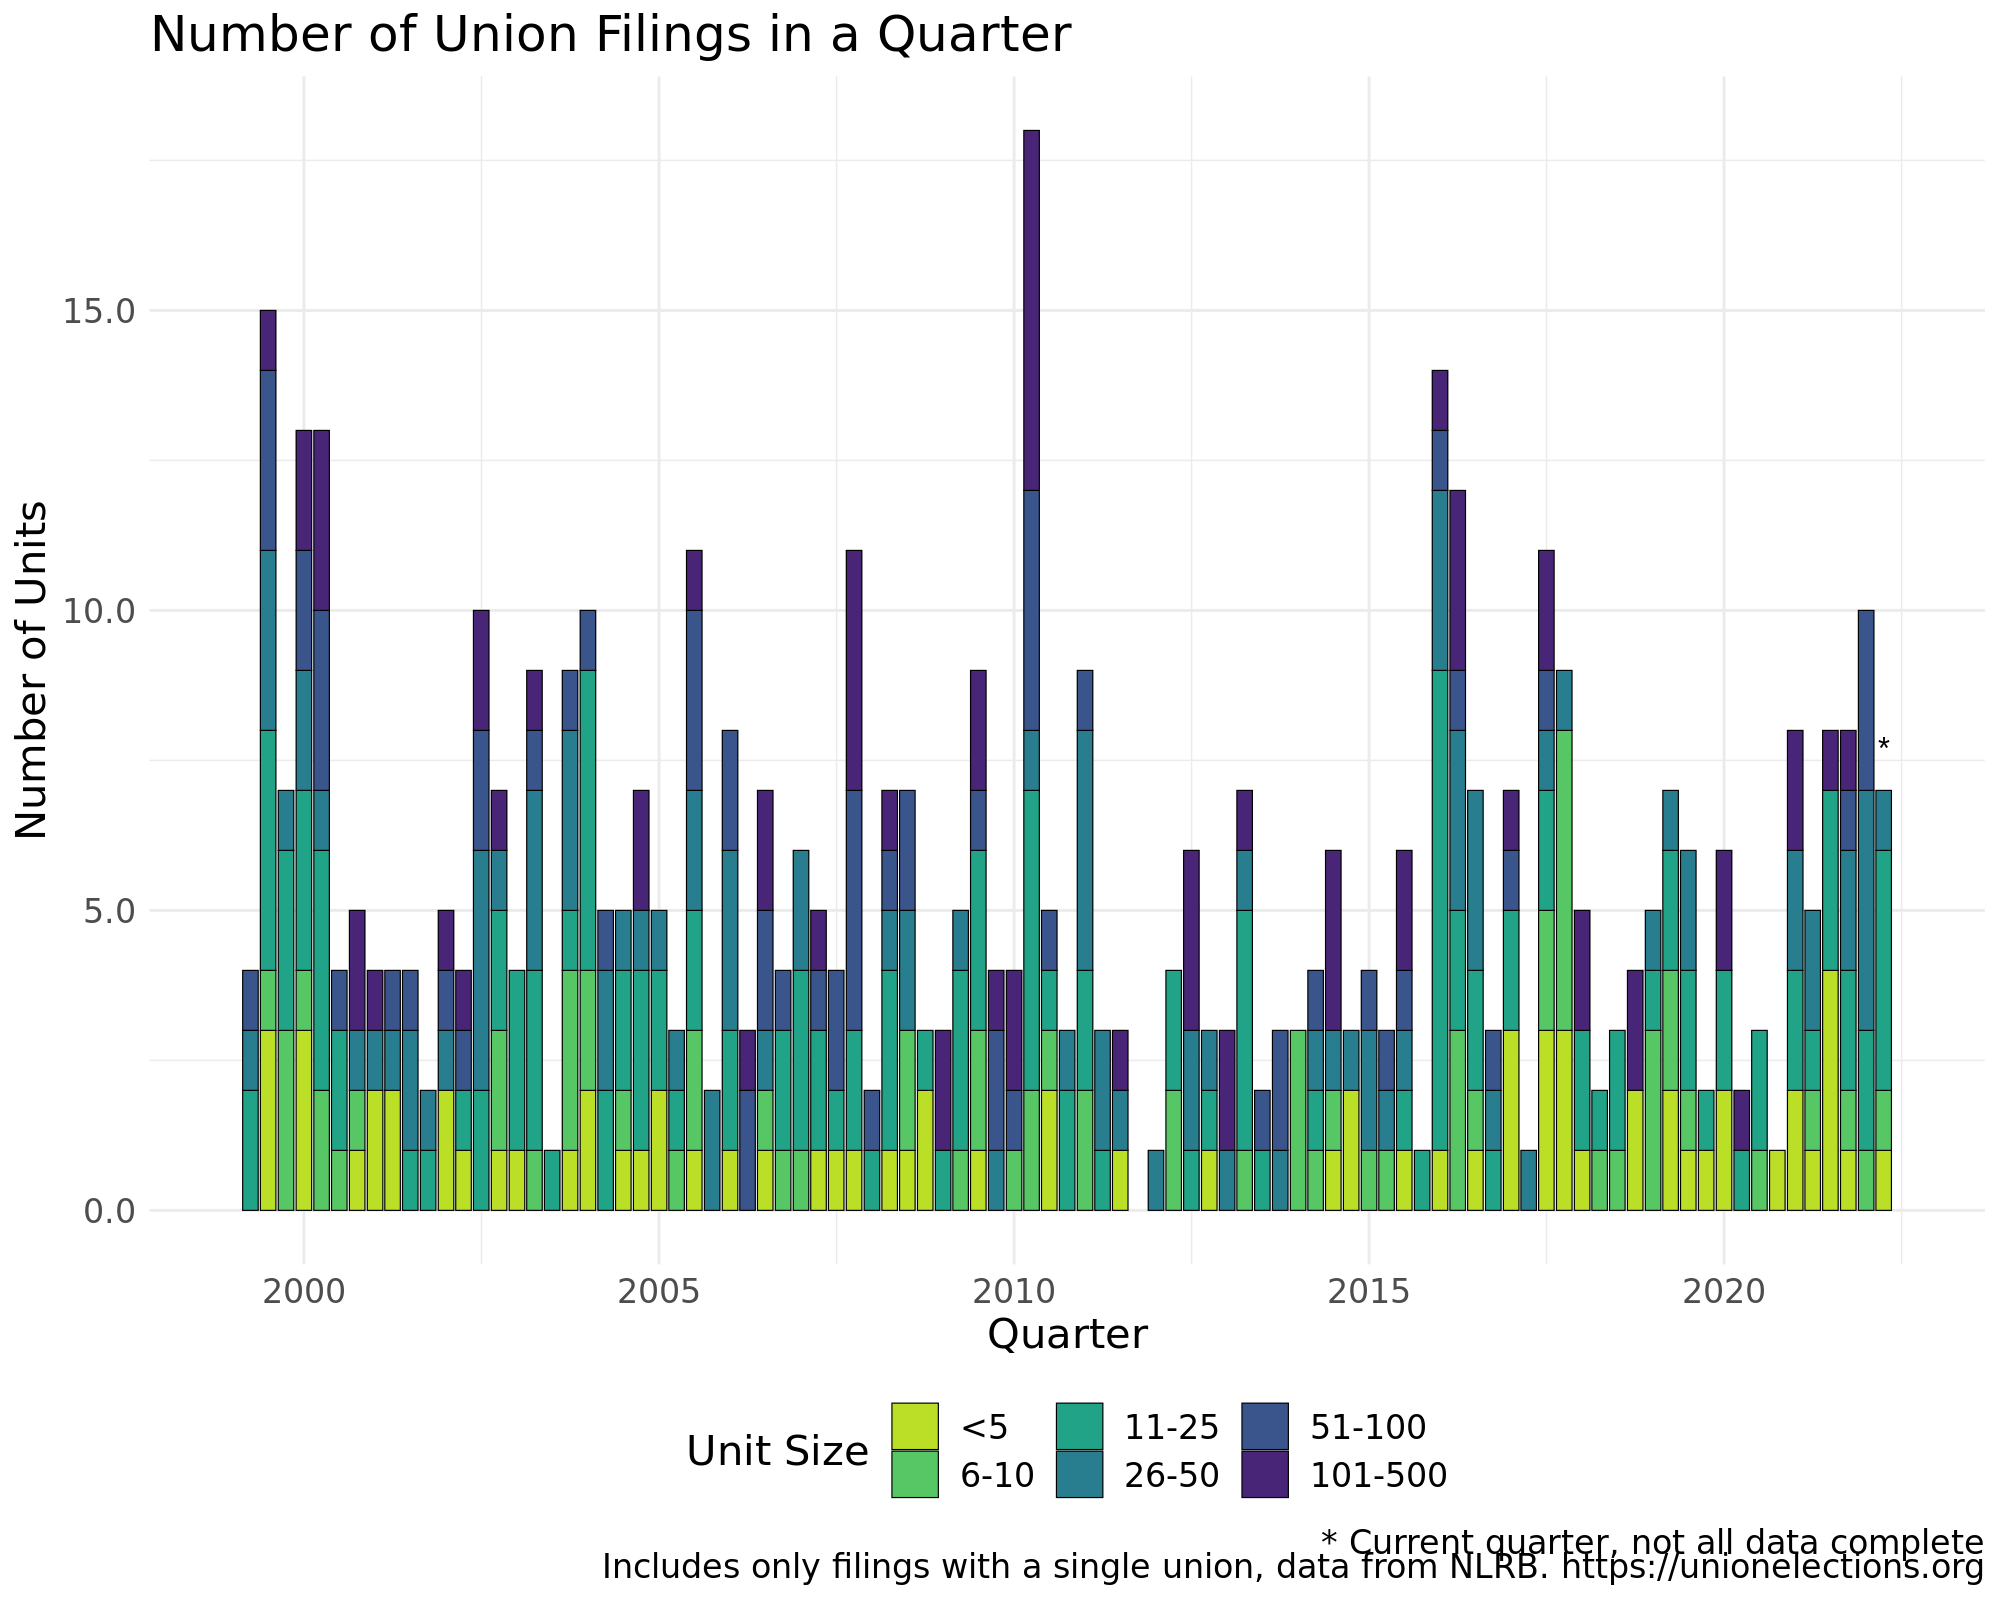 Number of Union Filings in a Quarter
Number of Units
15.0
10.0
5.0
0.0
*
2000 2005 2010 2015 2020
Quarter
Unit Size
<5 11-25 51-100
6-10 26-50 101-500
* Current quarter, not all data complete
Includes only filings with a single union, data from NLRB. https://unionelections.org